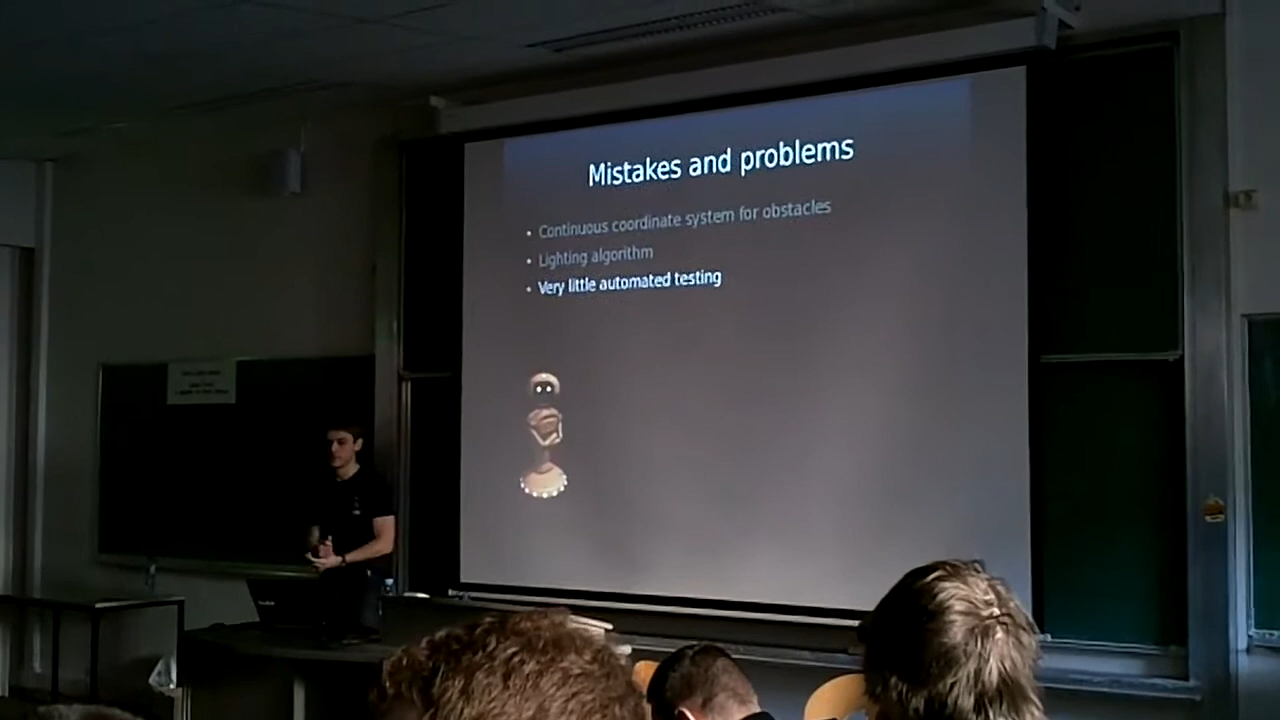 Mistakes and problems
Continuous coordinate system for obstacles
Lighting algorithm
Very little automated testing